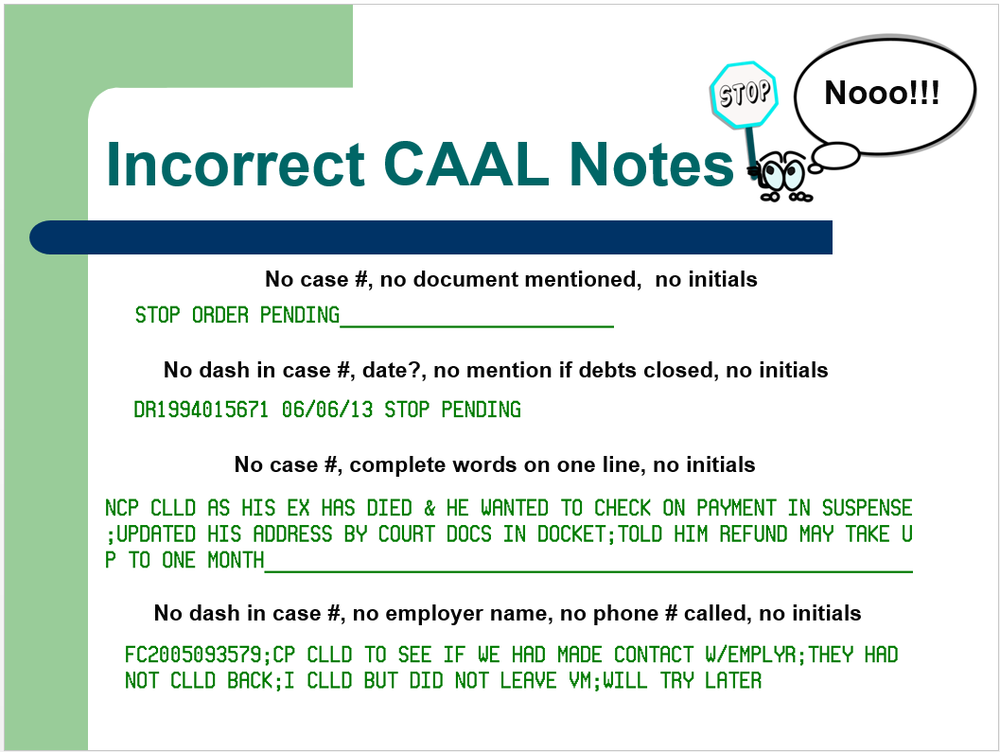 STOP
Nooo!!!
Incorrect CAAL Notes
No case #, no document mentioned,  no initials
STOP ORDER PENDING________________________
No dash in case #, date?, no mention if debts closed, no initials
DR1994015671 06/06/13 STOP PENDING
No case #, complete words on one line, no initials
NCP CLLD AS HIS EX HAS DIED & HE WANTED TO CHECK ON PAYMENT IN SUSPENSE
;UPDATED HIS ADDRESS BY COURT DOCS IN DOCKET;TOLD HIM REFUND MAY TAKE U
P TO ONE MONTH_________________________________________________________
No dash in case #, no employer name, no phone # called, no initials
FC2005093579;CP CLLD TO SEE IF WE HAD MADE CONTACT W/EMPLYR;THEY HAD
NOT CLLD BACK;I CLLD BUT DID NOT LEAVE VM;WILL TRY LATER